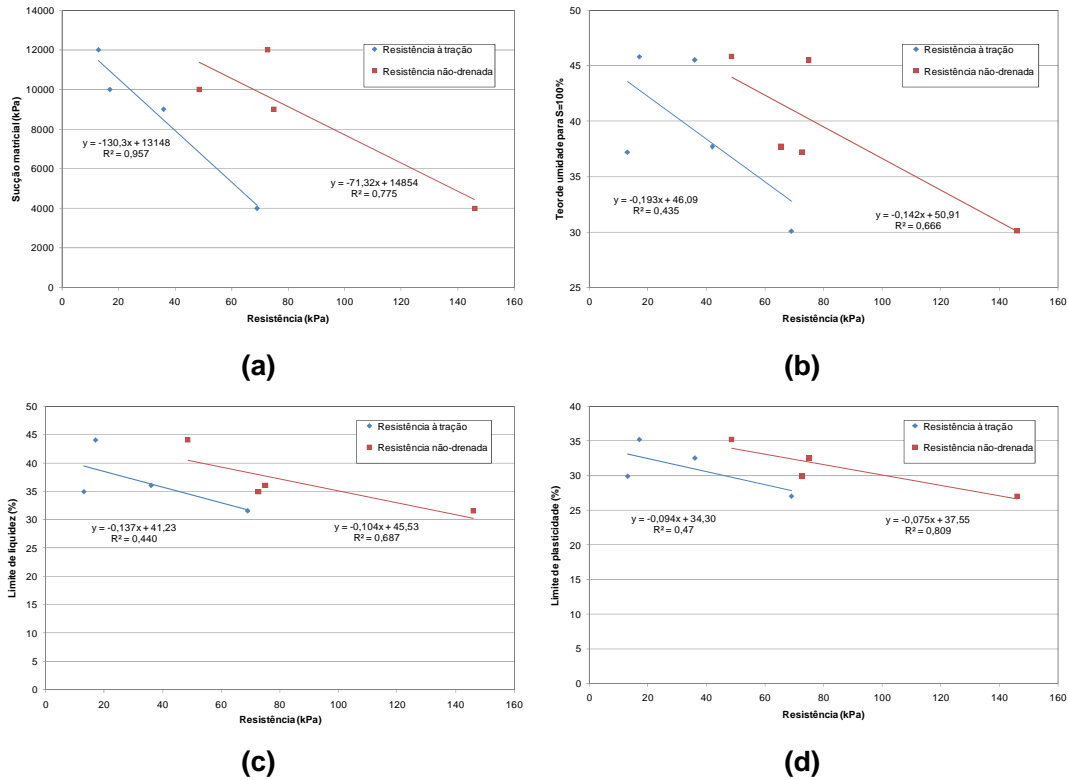 14000
12000
10000
8000
6000
4000
2000
0
Sucção matricial (kPa)
Resistência à tração
Resistência não-drenada
y = -130,3x + 13148
R² = 0,957
y = -71,32x + 14854
R² = 0,775
0 20 40 60 80 100 120 140 160
Resistência (kPa)
(a)
50
45
40
35
30
25
Teor de umidade para S=100%
Resistência à tração
Resistência não-drenada
y = -0,193x + 46,09
R² = 0,435
y = -0,142x + 50,91
R² = 0,666
0 20 40 60 80 100 120 140 160
Resistência (kPa)
(b)
50
45
40
35
30
25
20
15
10
5
0
Limite de liquidez (%)
Resistência à tração
Resistência não-drenada
y = -0,137x + 41,23
R² = 0,440
y = -0,104x + 45,53
R² = 0,687
0 20 40 60 80 100 120 140 160
Resistência (kPa)
(c)
40
35
30
25
20
15
10
5
0
Limite de plasticidade (%)
Resistência à tração
Resistência não-drenada
y = -0,094x + 34,30
R² = 0,47
y = -0,075x + 37,55
R² = 0,809
0 20 40 60 80 100 120 140 160
Resistência (kPa)
(d)